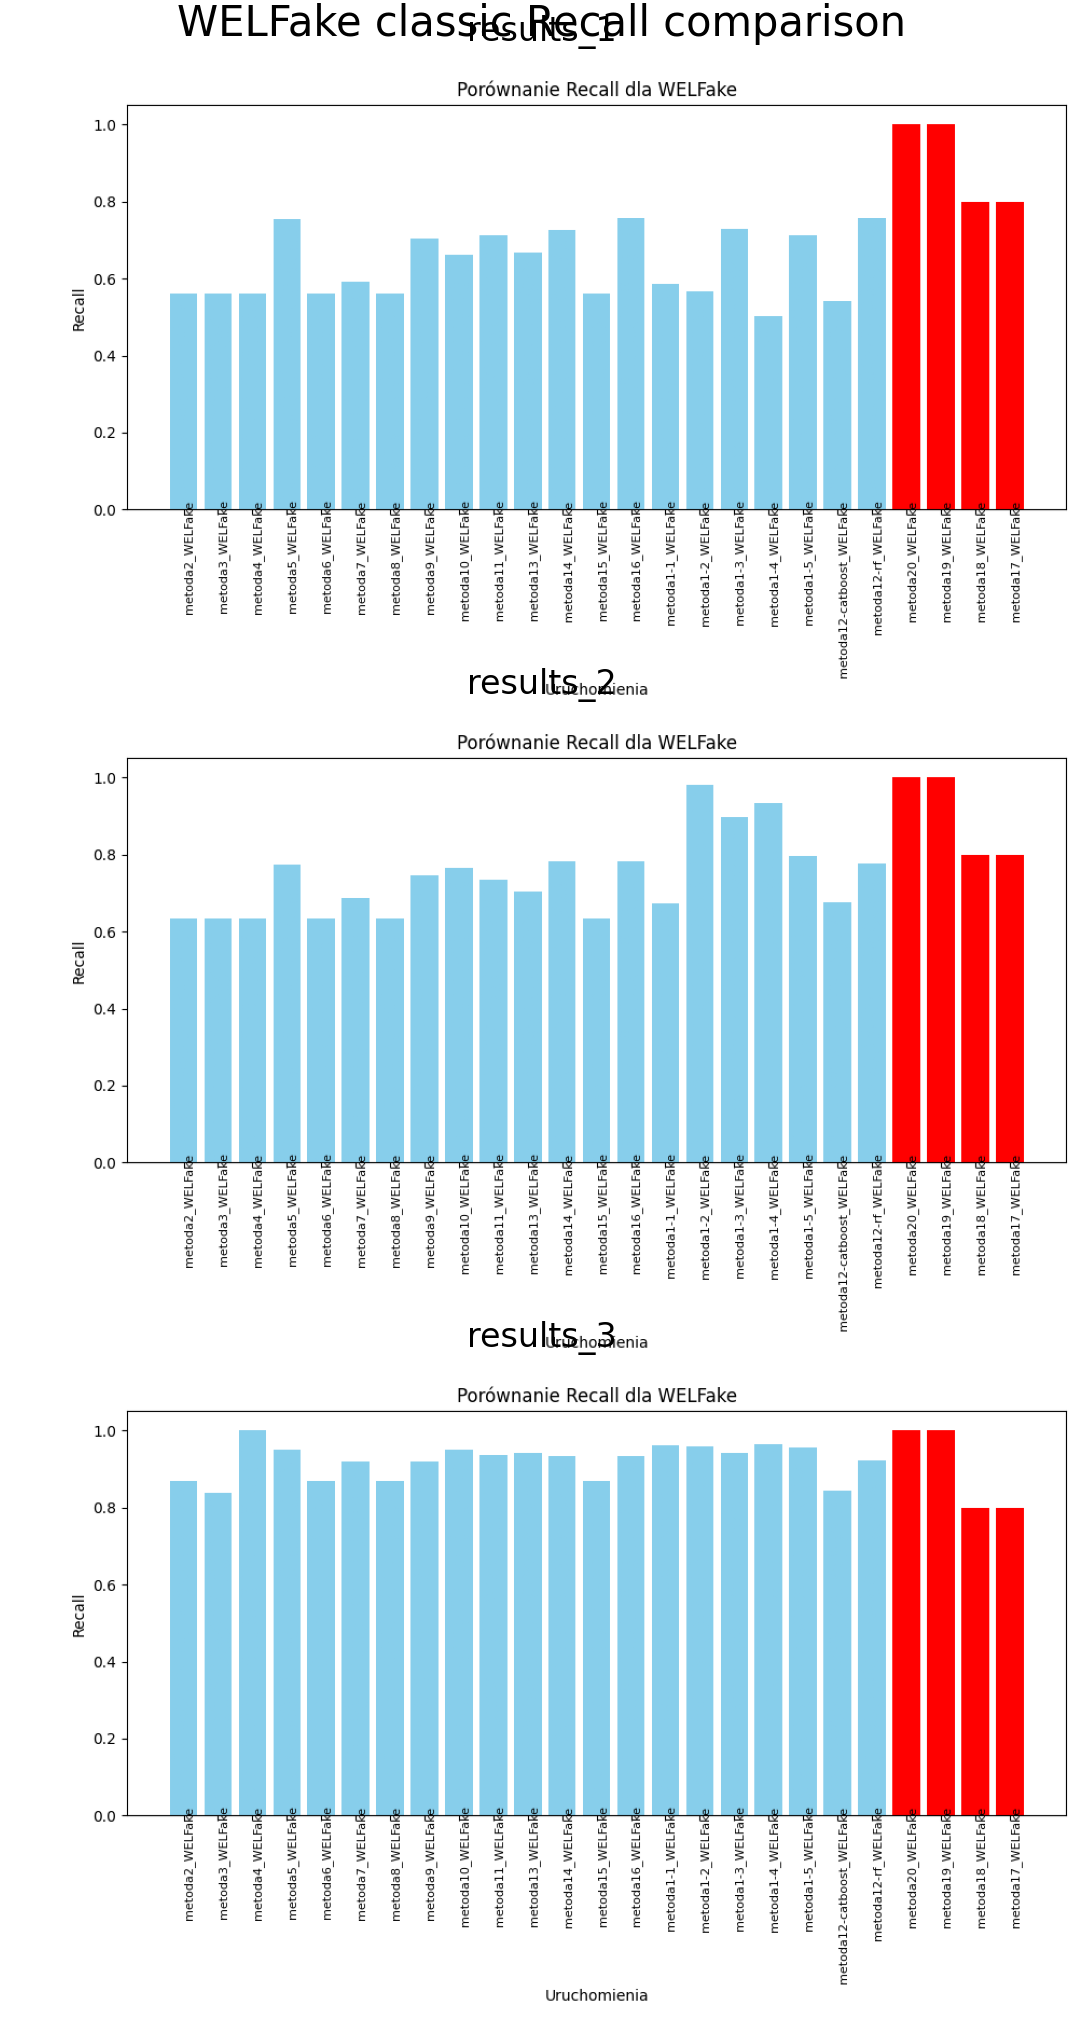 WELFake classic Recall comparison
results_1
Porównanie Recall dla WELFake
1.0
0.8
0.6
0.4
0.2
0.0
Recall
metoda2_WELFake
metoda3_WELFake
metoda4_WELFake
metoda5_WELFake
metoda6_WELFake
metoda7_WELFake
metoda8_WELFake
metoda9_WELFake
metoda10_WELFake
metoda11_WELFake
metoda13_WELFake
metoda14_WELFake
metoda15_WELFake
metoda16_WELFake
metoda1-1_WELFake
metoda1-2_WELFake
metoda1-3_WELFake
metoda1-4_WELFake
metoda1-5_WELFake
metoda12-catboost_WELFake
metoda12-rf_WELFake
metoda20_WELFake
metoda19_WELFake
metoda18_WELFake
metoda17_WELFake
Uruchomienia
results_2
Porównanie Recall dla WELFake
1.0
0.8
0.6
0.4
0.2
0.0
Recall
metoda2_WELFake
metoda3_WELFake
metoda4_WELFake
metoda5_WELFake
metoda6_WELFake
metoda7_WELFake
metoda8_WELFake
metoda9_WELFake
metoda10_WELFake
metoda11_WELFake
metoda13_WELFake
metoda14_WELFake
metoda15_WELFake
metoda16_WELFake
metoda1-1_WELFake
metoda1-2_WELFake
metoda1-3_WELFake
metoda1-4_WELFake
metoda1-5_WELFake
metoda12-catboost_WELFake
metoda12-rf_WELFake
metoda20_WELFake
metoda19_WELFake
metoda18_WELFake
metoda17_WELFake
Uruchomienia
results_3
Porównanie Recall dla WELFake
1.0
0.8
0.6
0.4
0.2
0.0
Recall
metoda2_WELFake
metoda3_WELFake
metoda4_WELFake
metoda5_WELFake
metoda6_WELFake
metoda7_WELFake
metoda8_WELFake
metoda9_WELFake
metoda10_WELFake
metoda11_WELFake
metoda13_WELFake
metoda14_WELFake
metoda15_WELFake
metoda16_WELFake
metoda1-1_WELFake
metoda1-2_WELFake
metoda1-3_WELFake
metoda1-4_WELFake
metoda1-5_WELFake
metoda12-catboost_WELFake
metoda12-rf_WELFake
metoda20_WELFake
metoda19_WELFake
metoda18_WELFake
metoda17_WELFake
Uruchomienia